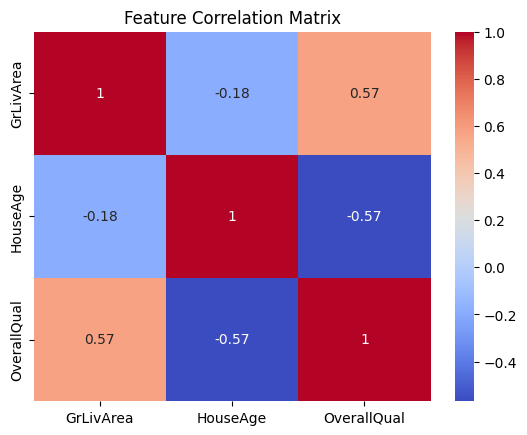 Feature Correlation Matrix
GrLivArea
HouseAge
OverallQual
1 -0.18 0.57
-0.18 1 -0.57
0.57 -0.57 1
GrLivArea HouseAge OverallQual
1.0
0.8
0.6
0.4
0.2
0.0
−0.2
−0.4